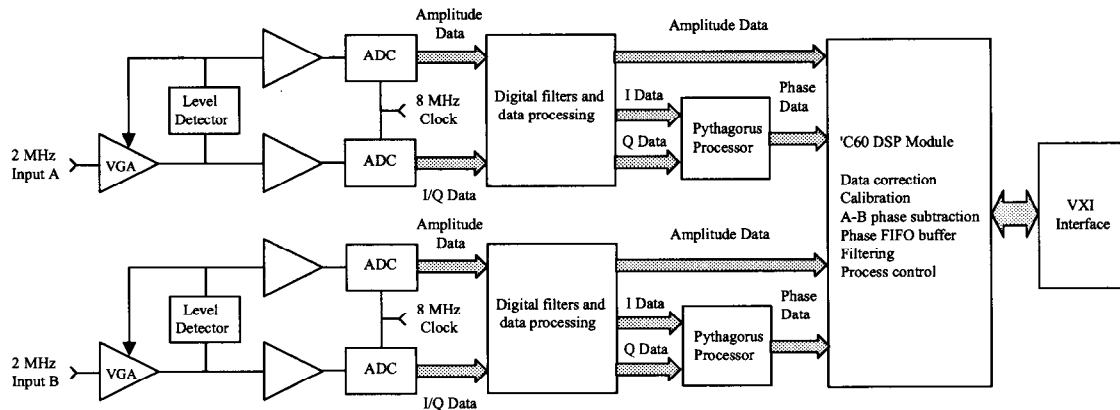 Amplitude
Data
Amplitude Data
ADC
Level
Detector
8 MHz
Clock
Digital filters and
data processing
I Data
Q Data
Pythagorus
Processor
Phase
Data
2 MHz
Input A
VGA
ADC
I/Q Data
'C60 DSP Module
Data correction
Calibration
A-B phase subtraction
Phase FIFO buffer
Filtering
Process control
VXI
Interface
Amplitude
Data
Amplitude Data
ADC
Level
Detector
8 MHz
Clock
Digital filters and
data processing
I Data
Q Data
Pythagorus
Processor
Phase
Data
2 MHz
Input B
VGA
ADC
I/Q Data